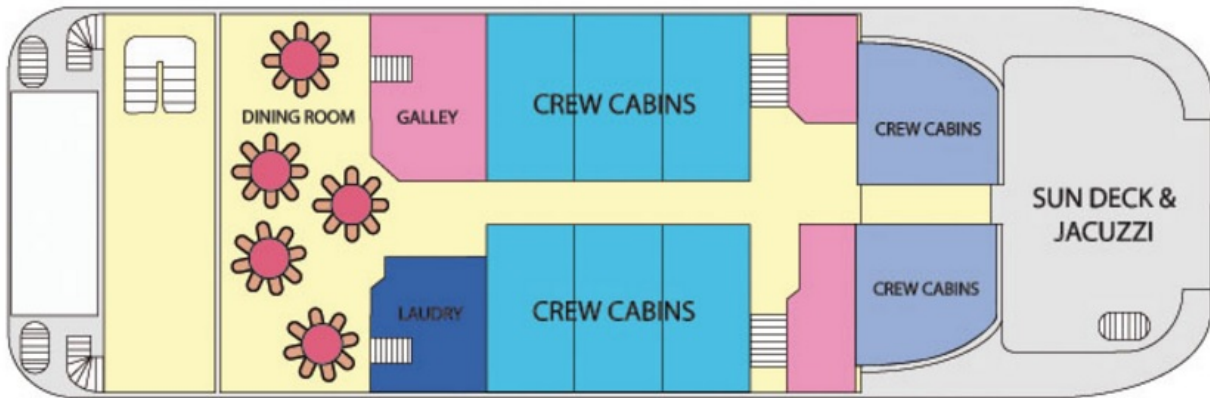 DINING ROOM
GALLEY
CREW CABINS
CREW CABINS
SUN DECK &
JACUZZI
LAUDRY
CREW CABINS
CREW CABINS